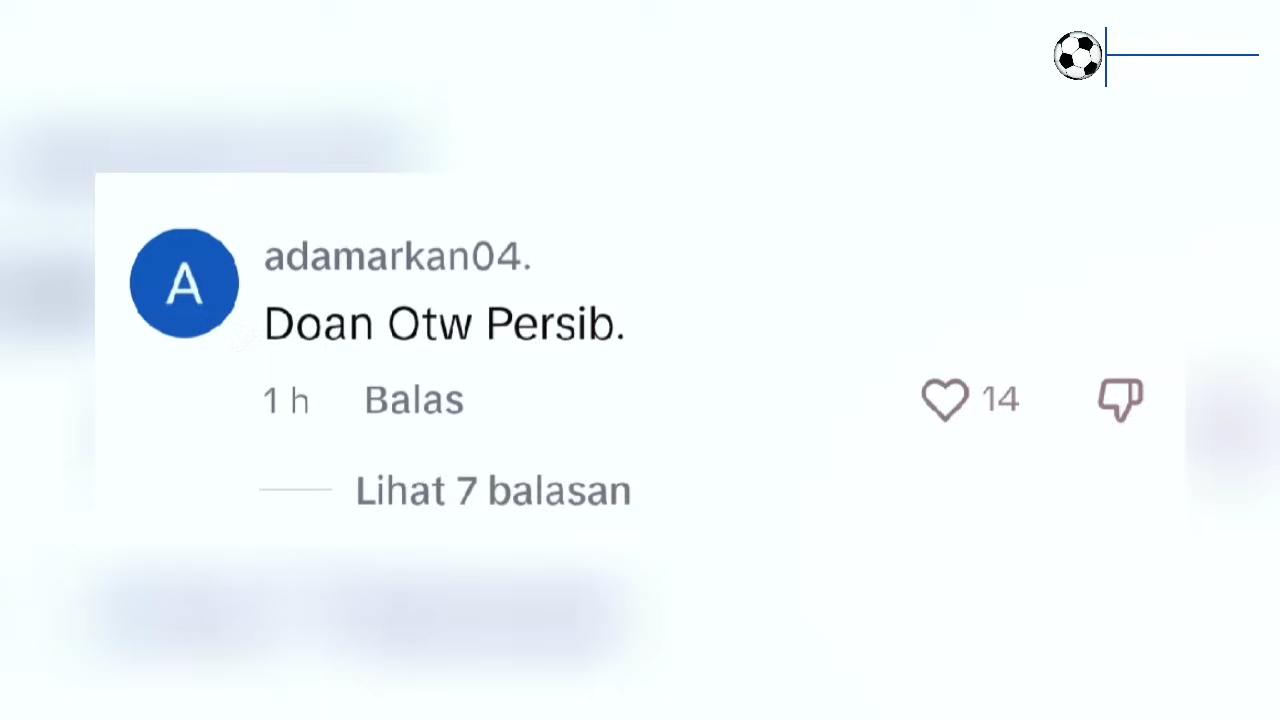 A
adamarkan04.
Doan Otw Persib.
1 h Balas
14
Lihat 7 balasan